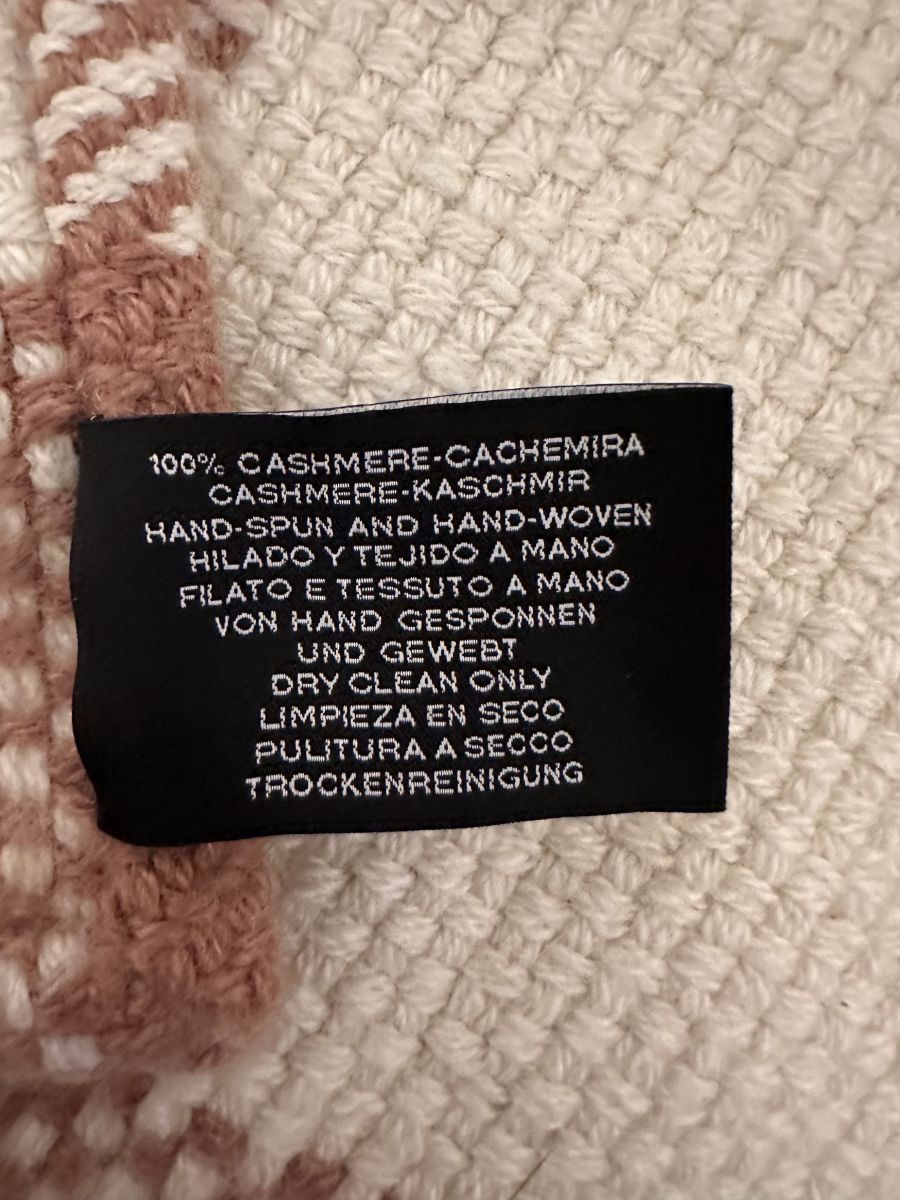 100% CASHMERE-CACHEMIRA
CASHMERE-KASCHMIR
HAND-SPUN AND HAND-WOVEN
HILADO Y TEJIDO A MANO
FILATO E TESSUTO A MANO
VON HAND GESPONNEN
UND GEWEBT
DRY CLEAN ONLY
LIMPIEZA EN SECO
PULITURA A SECCO
TROCKENREINIGUNG